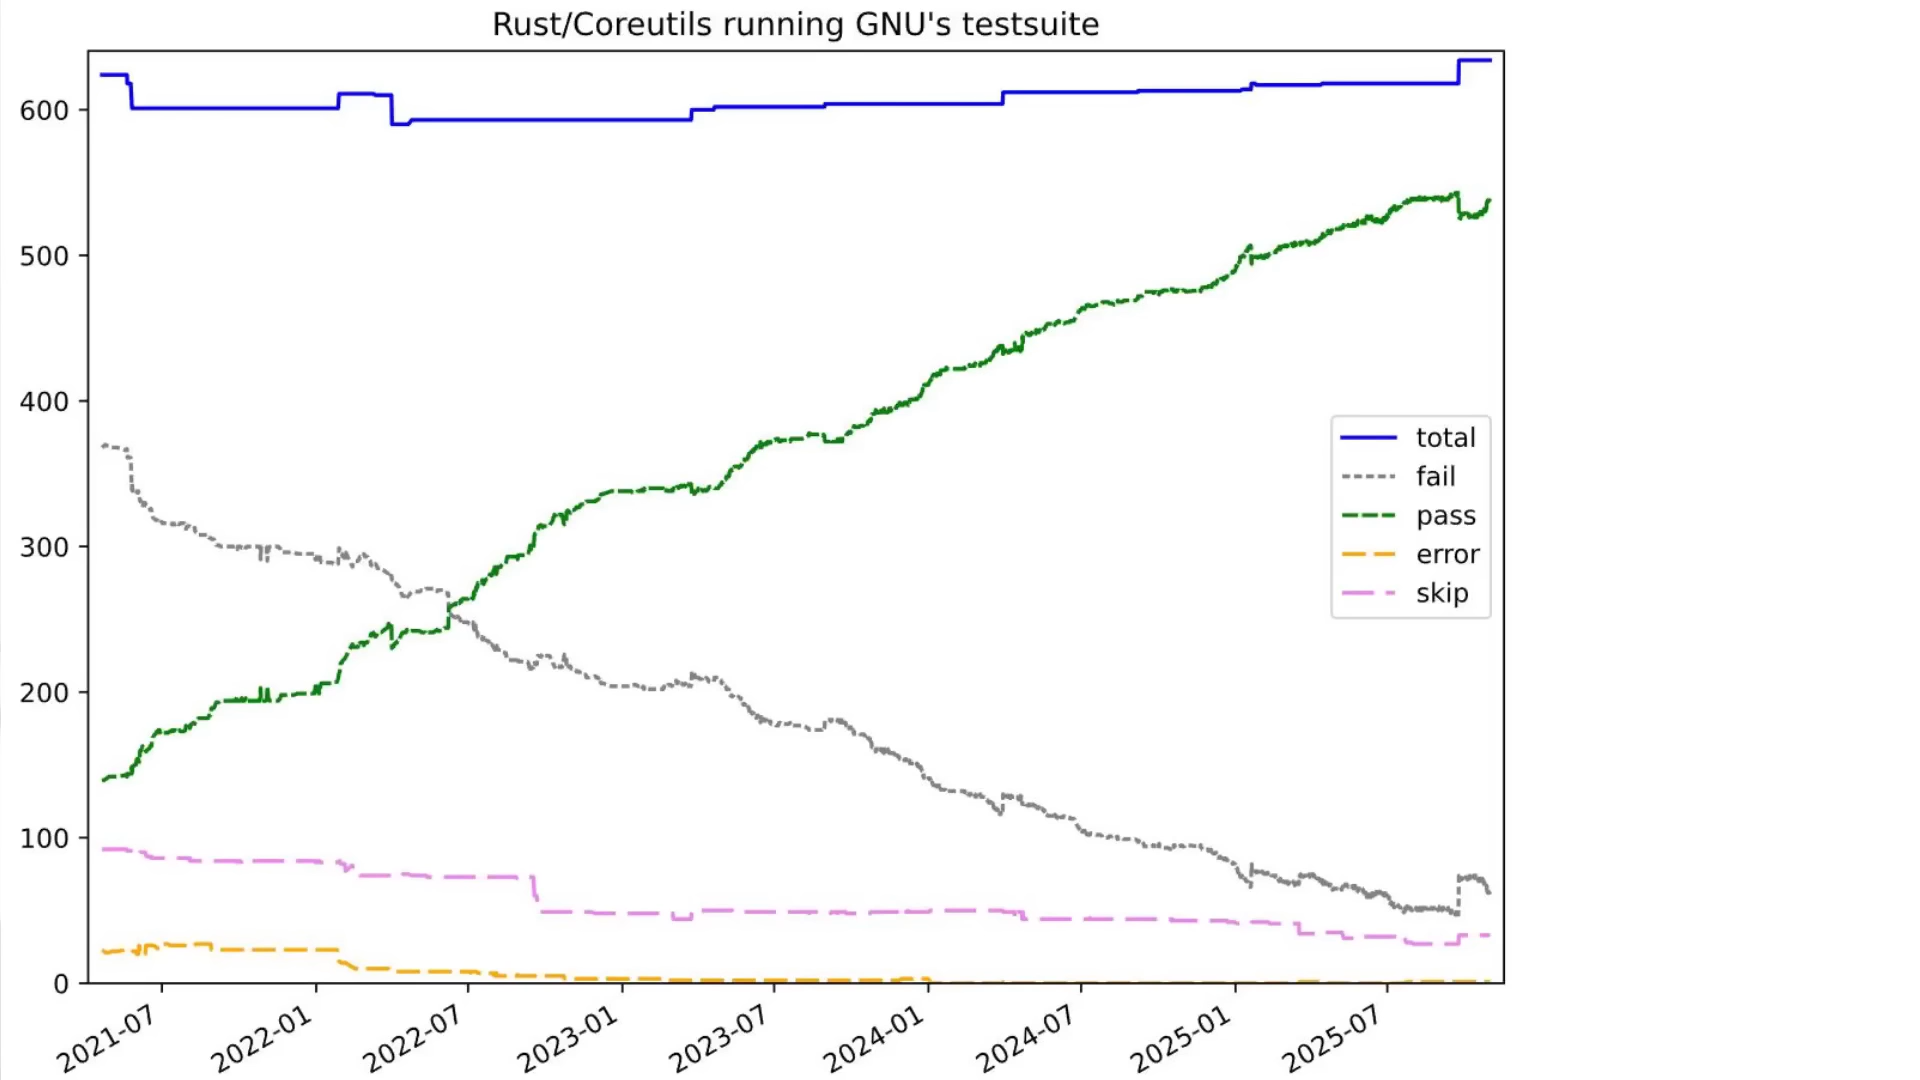 Rust/Coreutils running GNU's testsuite
600
500
400
300
200
100
0
total
fail
pass
error
skip
2021-07
2022-01
2022-07
2023-01
2023-07
2024-01
2024-07
2025-01
2025-07